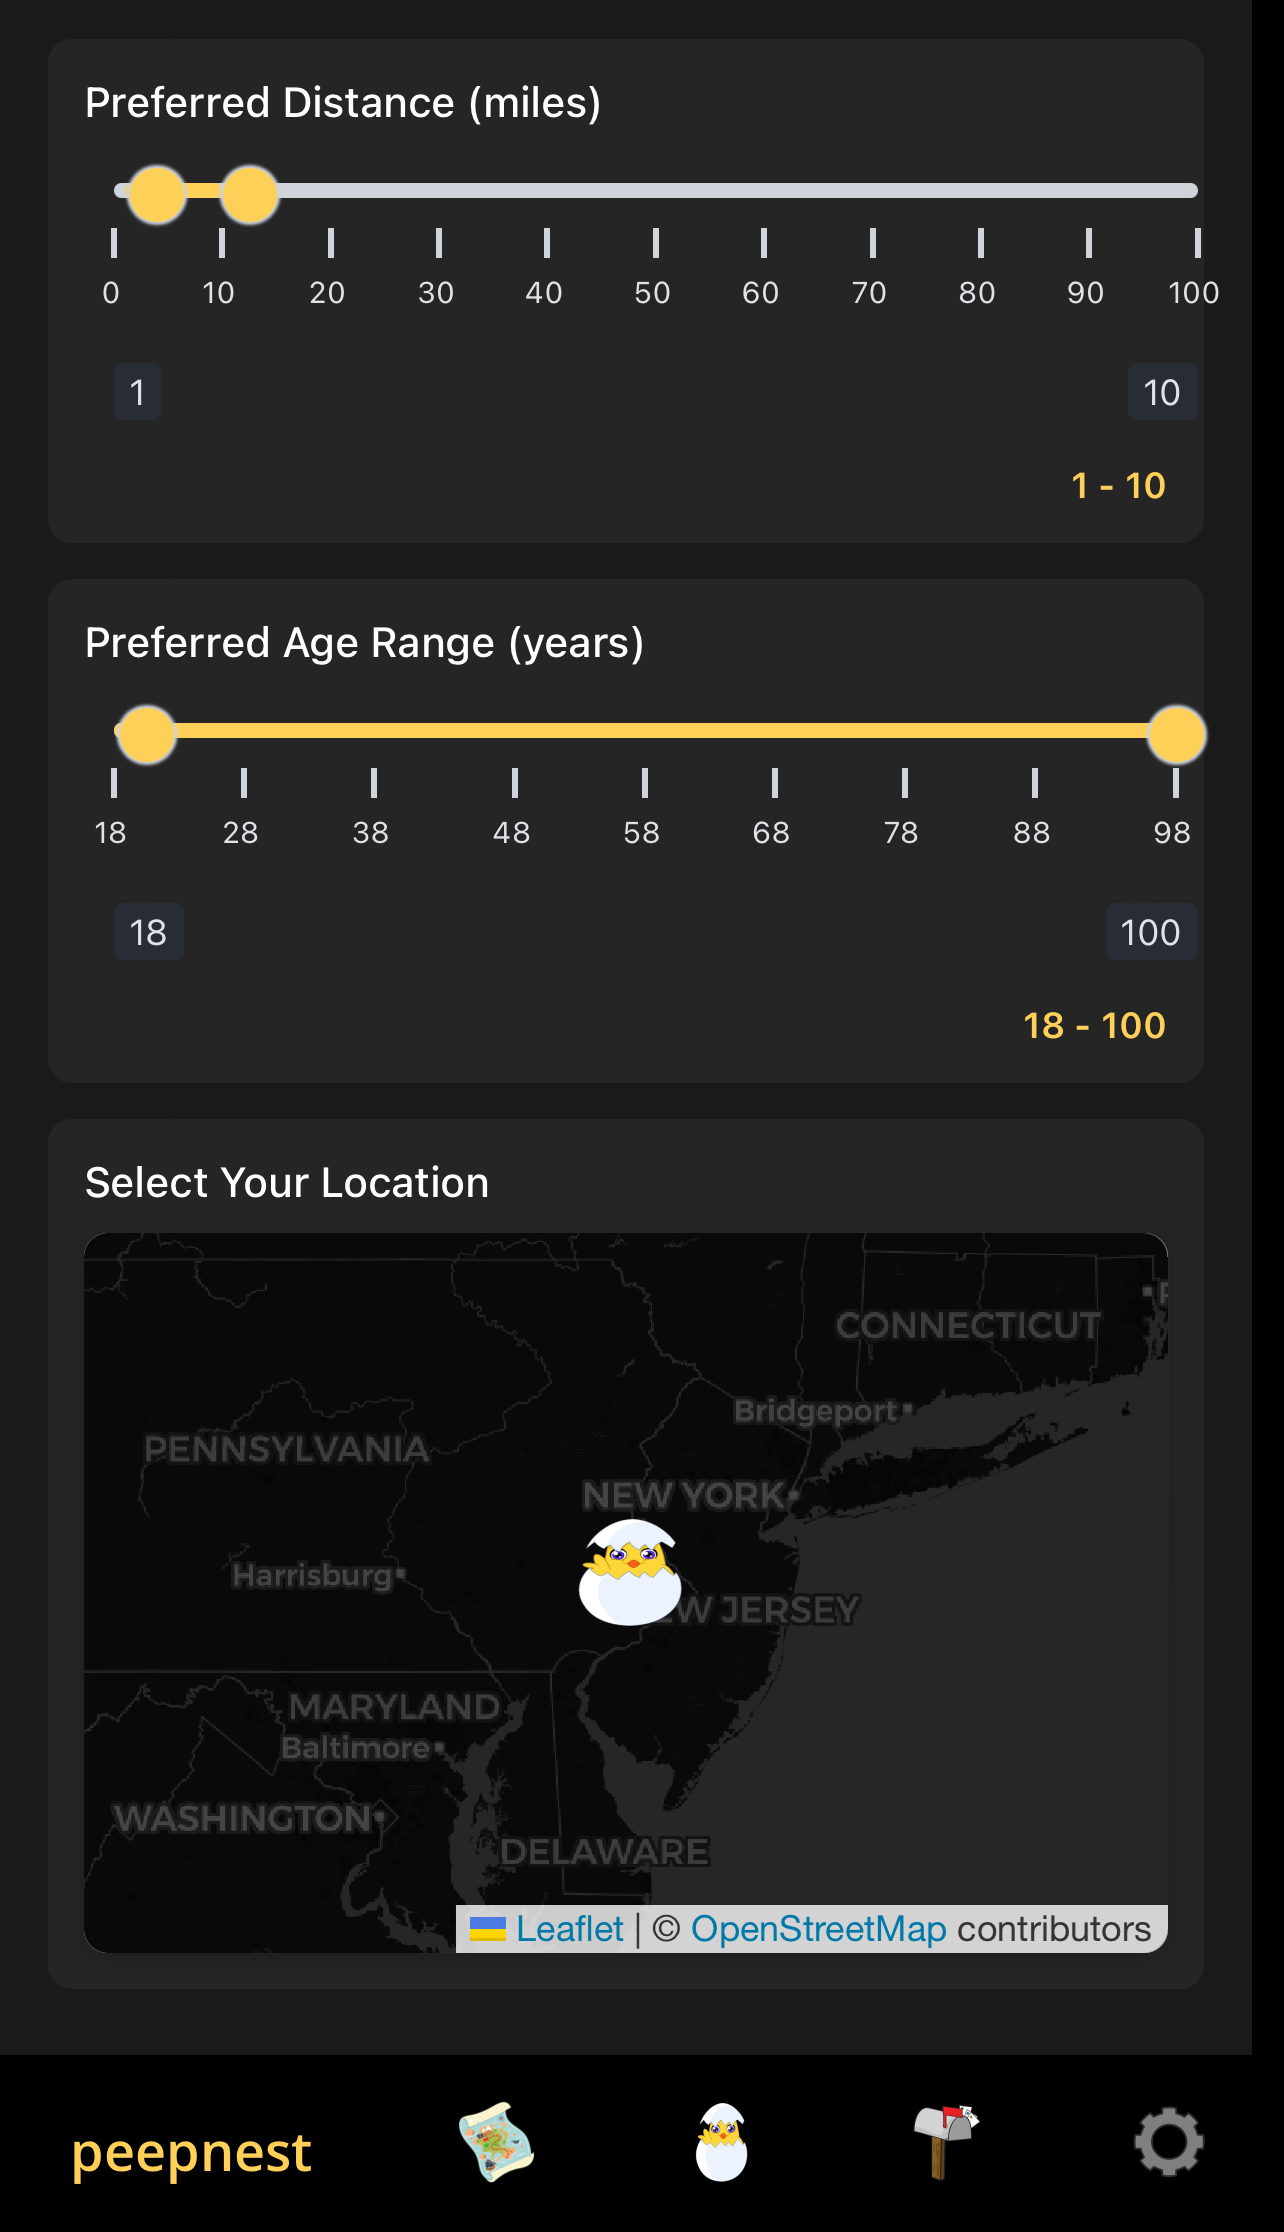 Preferred Distance (miles)
0 10 20 30 40 50 60 70 80 90 100
1 10
1 - 10
Preferred Age Range (years)
18 28 38 48 58 68 78 88 98
18 100
18 - 100
Select Your Location
CONNECTICUT
Bridgeport
PENNSYLVANIA
NEW YORK
Harrisburg
EW JERSEY
MARYLAND
Baltimore
WASHINGTON
DELAWARE
Leaflet | © OpenStreetMap contributors
peepnest